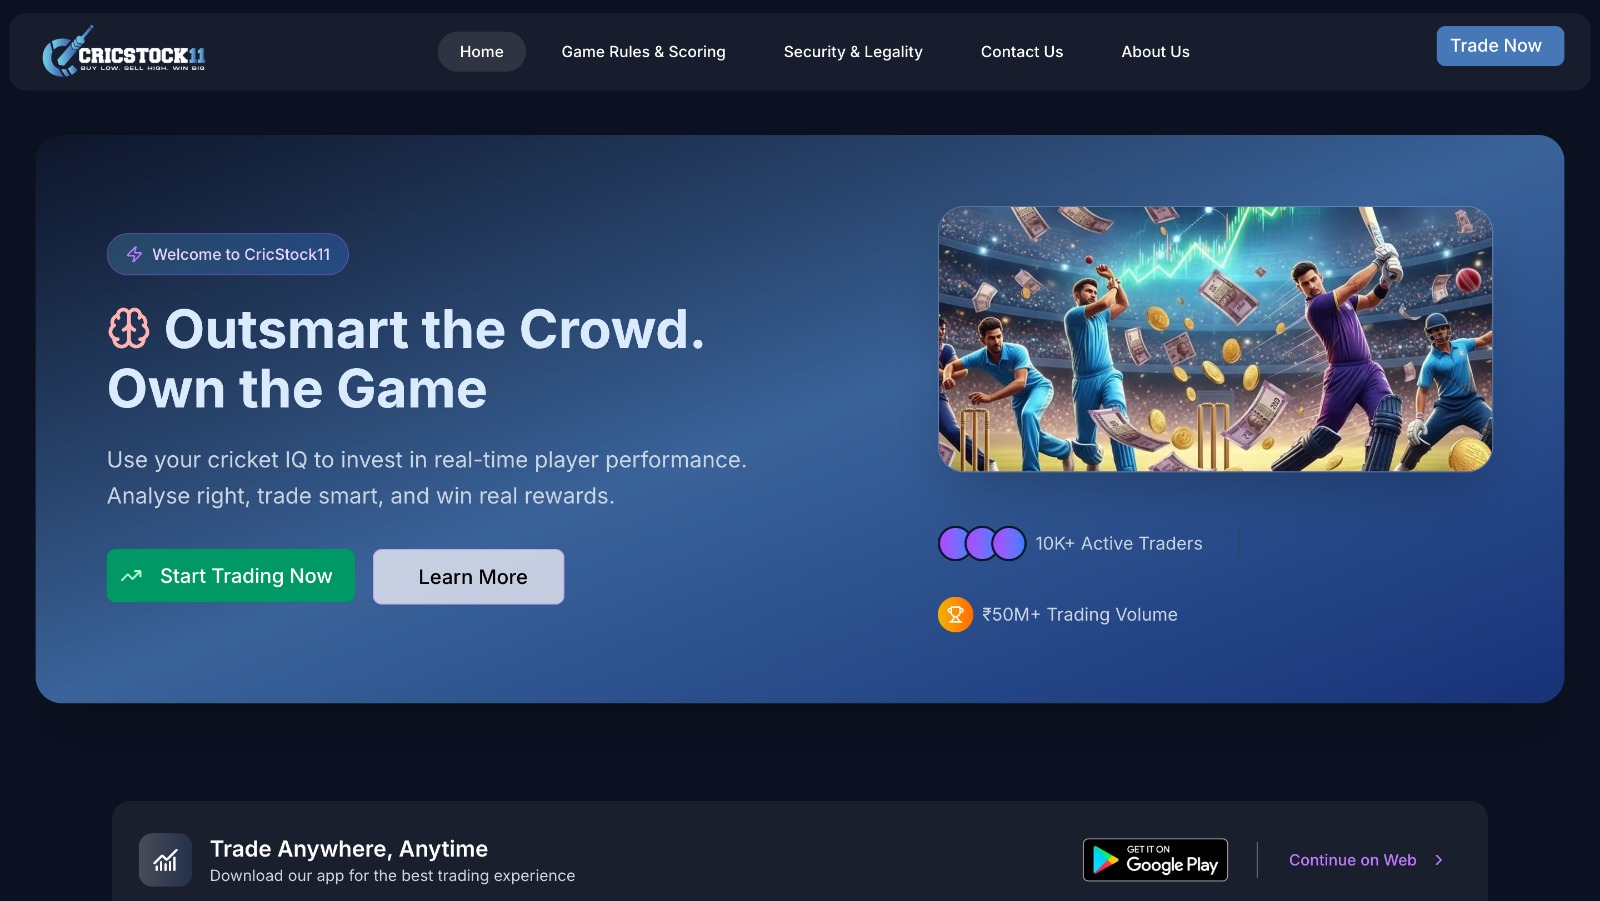 CRICSTOCK11
BUY LOW. SELL HIGH. WIN BIG
Home
Game Rules & Scoring
Security & Legality
Contact Us
About Us
Trade Now
Welcome to CricStock11
Outsmart the Crowd.
Own the Game
Use your cricket IQ to invest in real-time player performance.
Analyse right, trade smart, and win real rewards.
Start Trading Now
Learn More
10K+ Active Traders
₹50M+ Trading Volume
Trade Anywhere, Anytime
Download our app for the best trading experience
GET IT ON
Google Play
Continue on Web